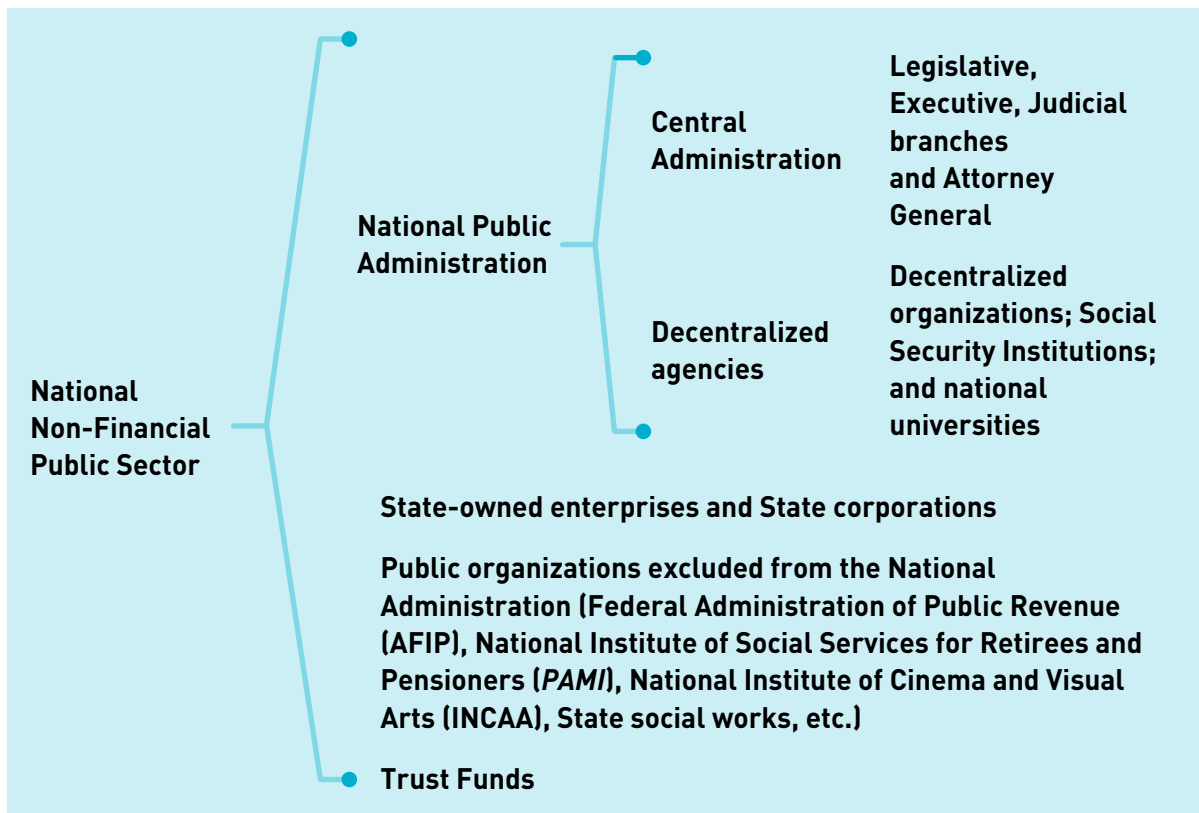 National
Non-Financial
Public Sector
National Public
Administration
Central
Administration
Legislative,
Executive, Judicial
branches
and Attorney
General
Decentralized
agencies
Decentralized
organizations; Social
Security Institutions;
and national
universities
State-owned enterprises and State corporations
Public organizations excluded from the National
Administration (Federal Administration of Public Revenue
(AFIP), National Institute of Social Services for Retirees and
Pensioners (PAMI), National Institute of Cinema and Visual
Arts (INCAA), State social works, etc.)
Trust Funds